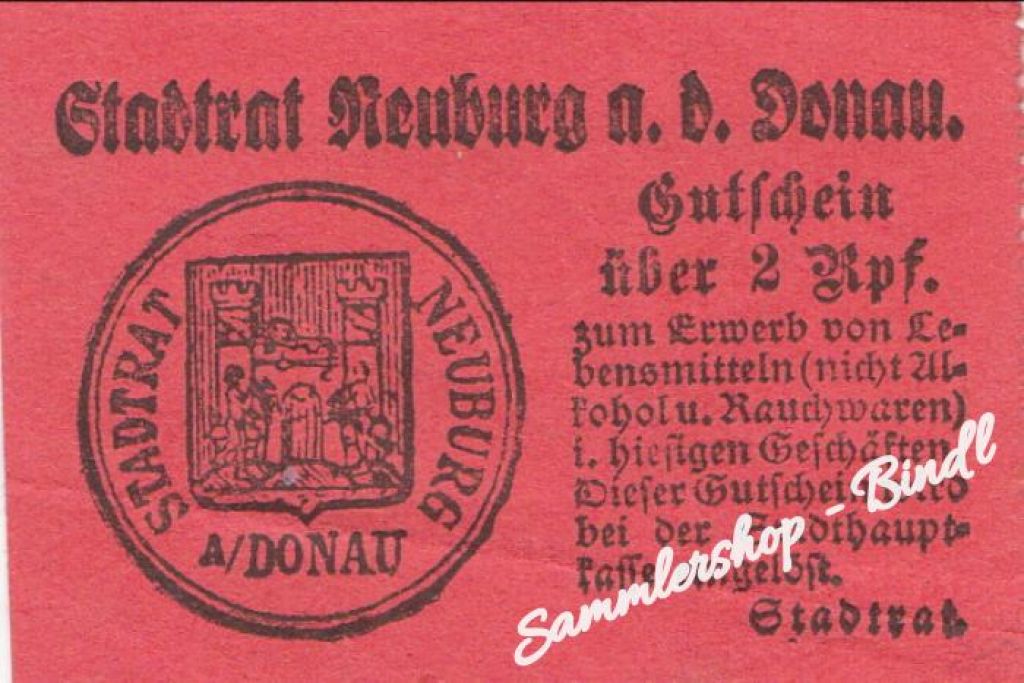 Stadtrat Neuburg a. d. Donau.
Gutschein
über 2 Rpf.
zum Erwerb von Le-
bensmitteln (nicht Al-
kohol u. Rauchwaren)
i. hiesigen Geschäften.
Dieser Gutschein
bei der
Stadtrat.
STADTRAT NEUBURG
A/DONAU
Sammlershop - Bindl